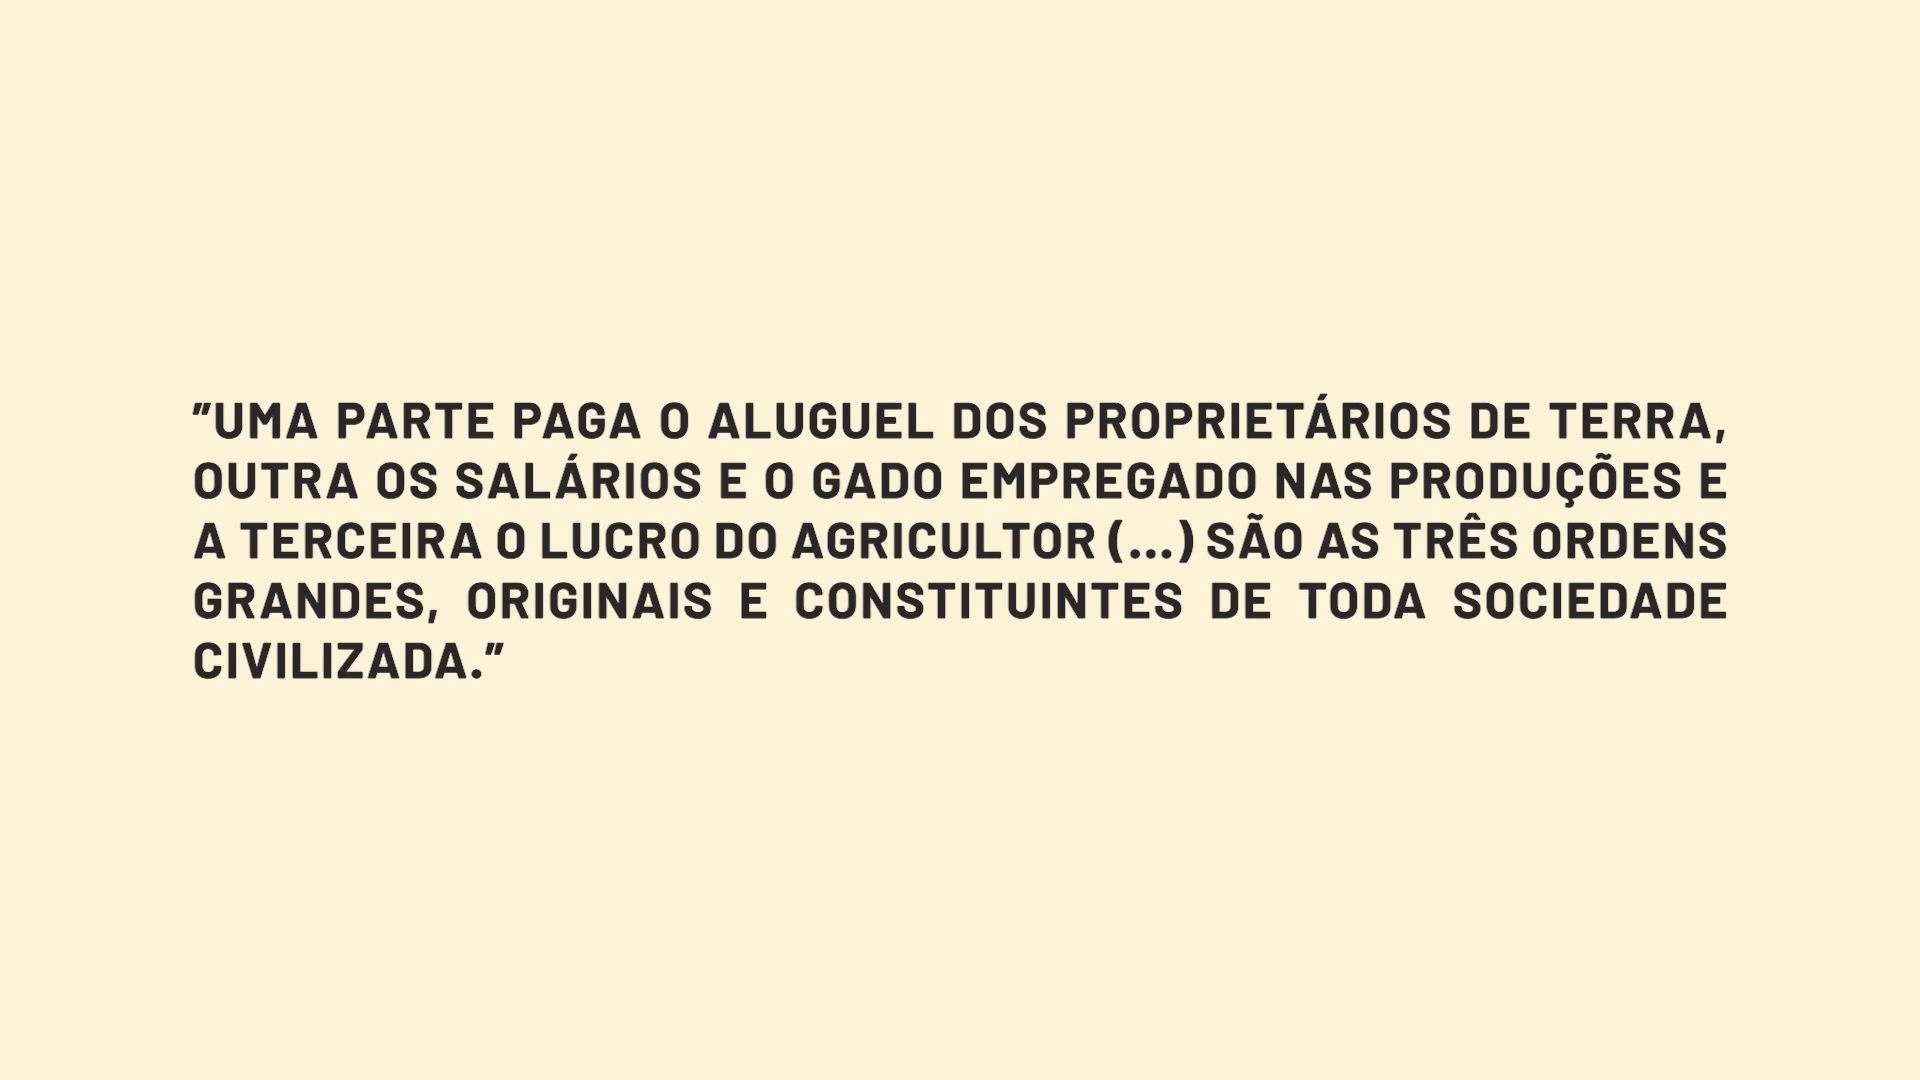 "UMA PARTE PAGA O ALUGUEL DOS PROPRIETÁRIOS DE TERRA,
OUTRA OS SALÁRIOS E O GADO EMPREGADO NAS PRODUÇÕES E
A TERCEIRA O LUCRO DO AGRICULTOR (...) SÃO AS TRÊS ORDENS
GRANDES, ORIGINAIS E CONSTITUINTES DE TODA SOCIEDADE
CIVILIZADA."